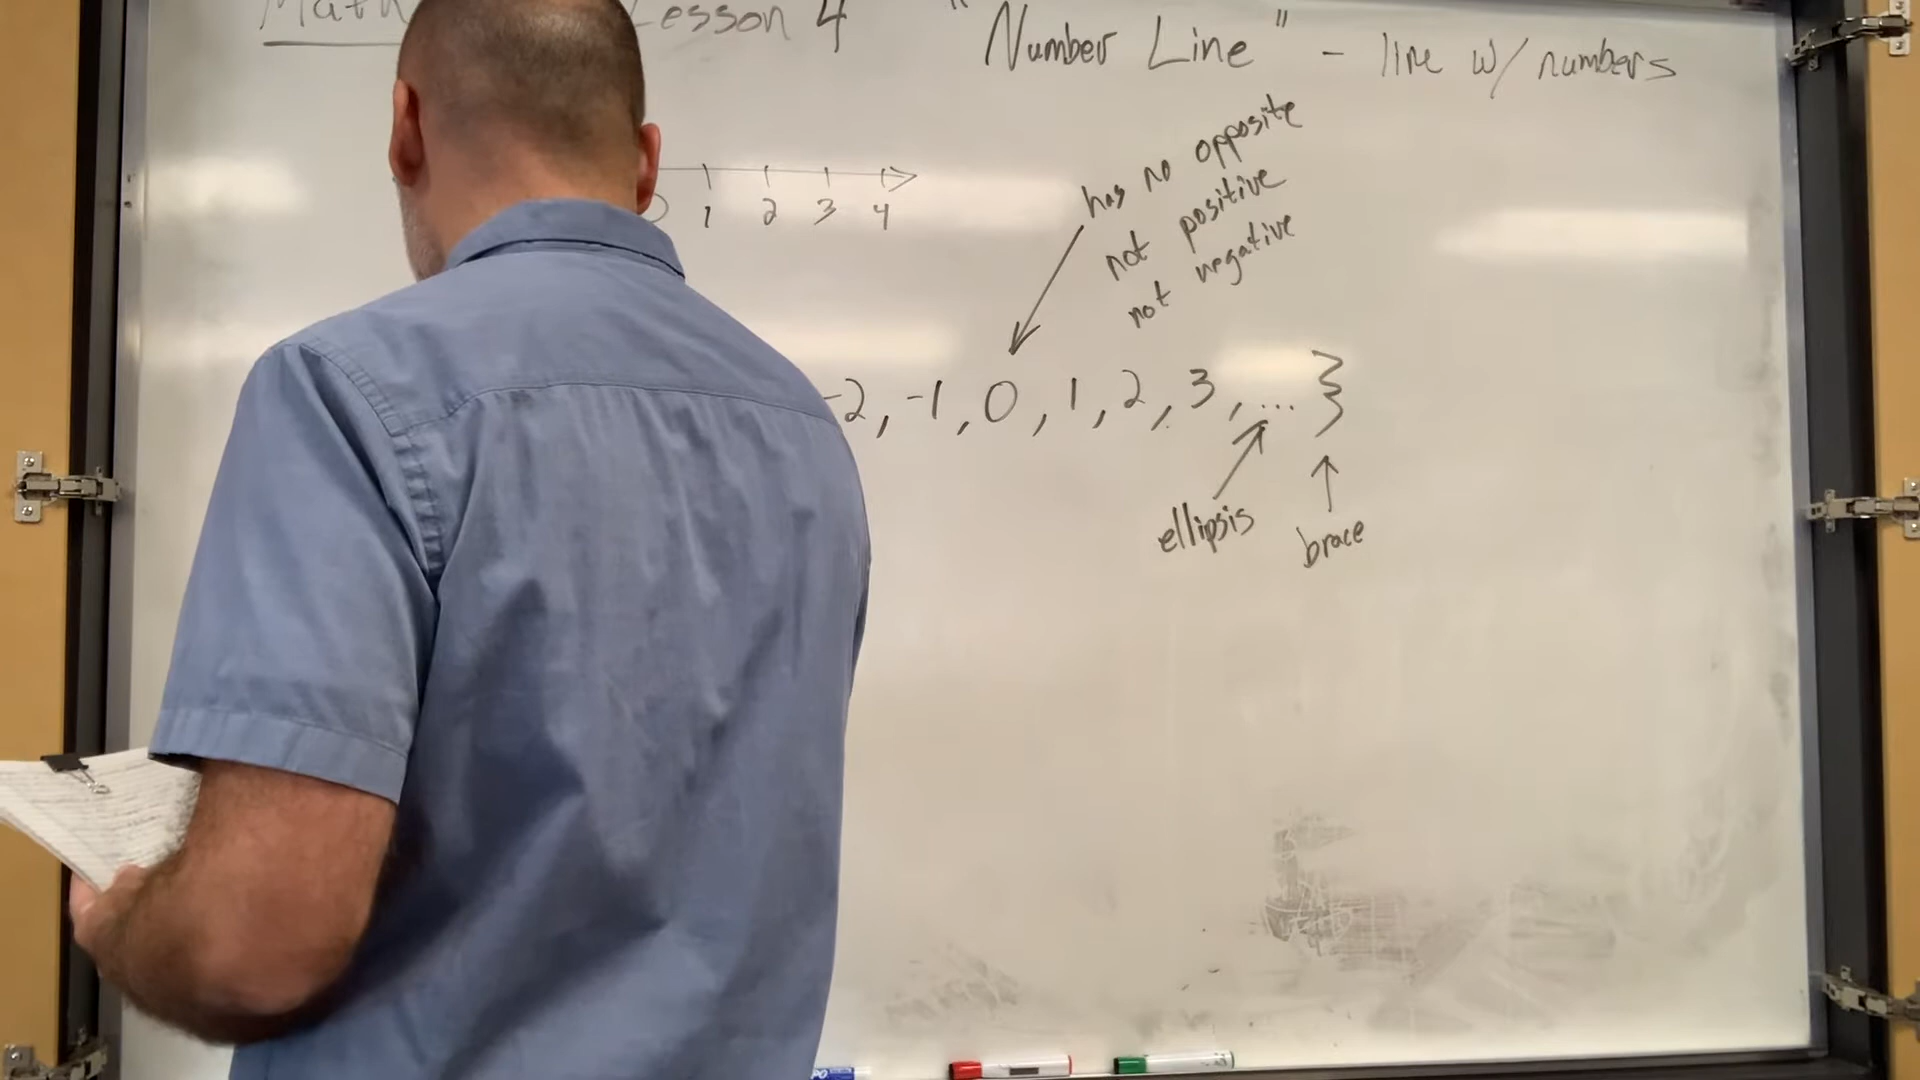 Math Lesson 4 "Number Line" - line w/ numbers
0 1 2 3 4
has no opposite
not positive
not negative
-2, -1, 0, 1, 2, 3, ... }
ellipsis
brace